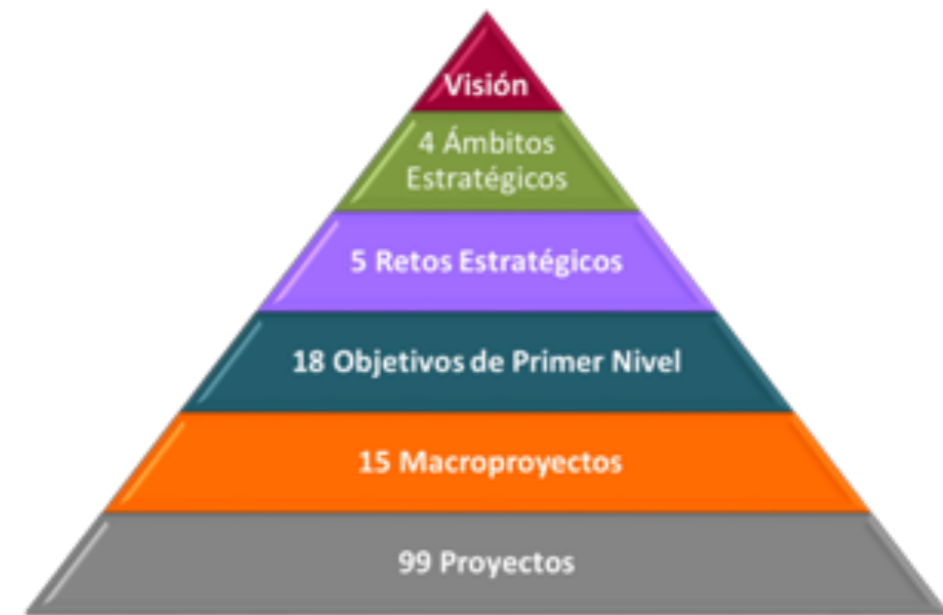 Visión
4 Ámbitos
Estratégicos
5 Retos Estratégicos
18 Objetivos de Primer Nivel
15 Macroproyectos
99 Proyectos